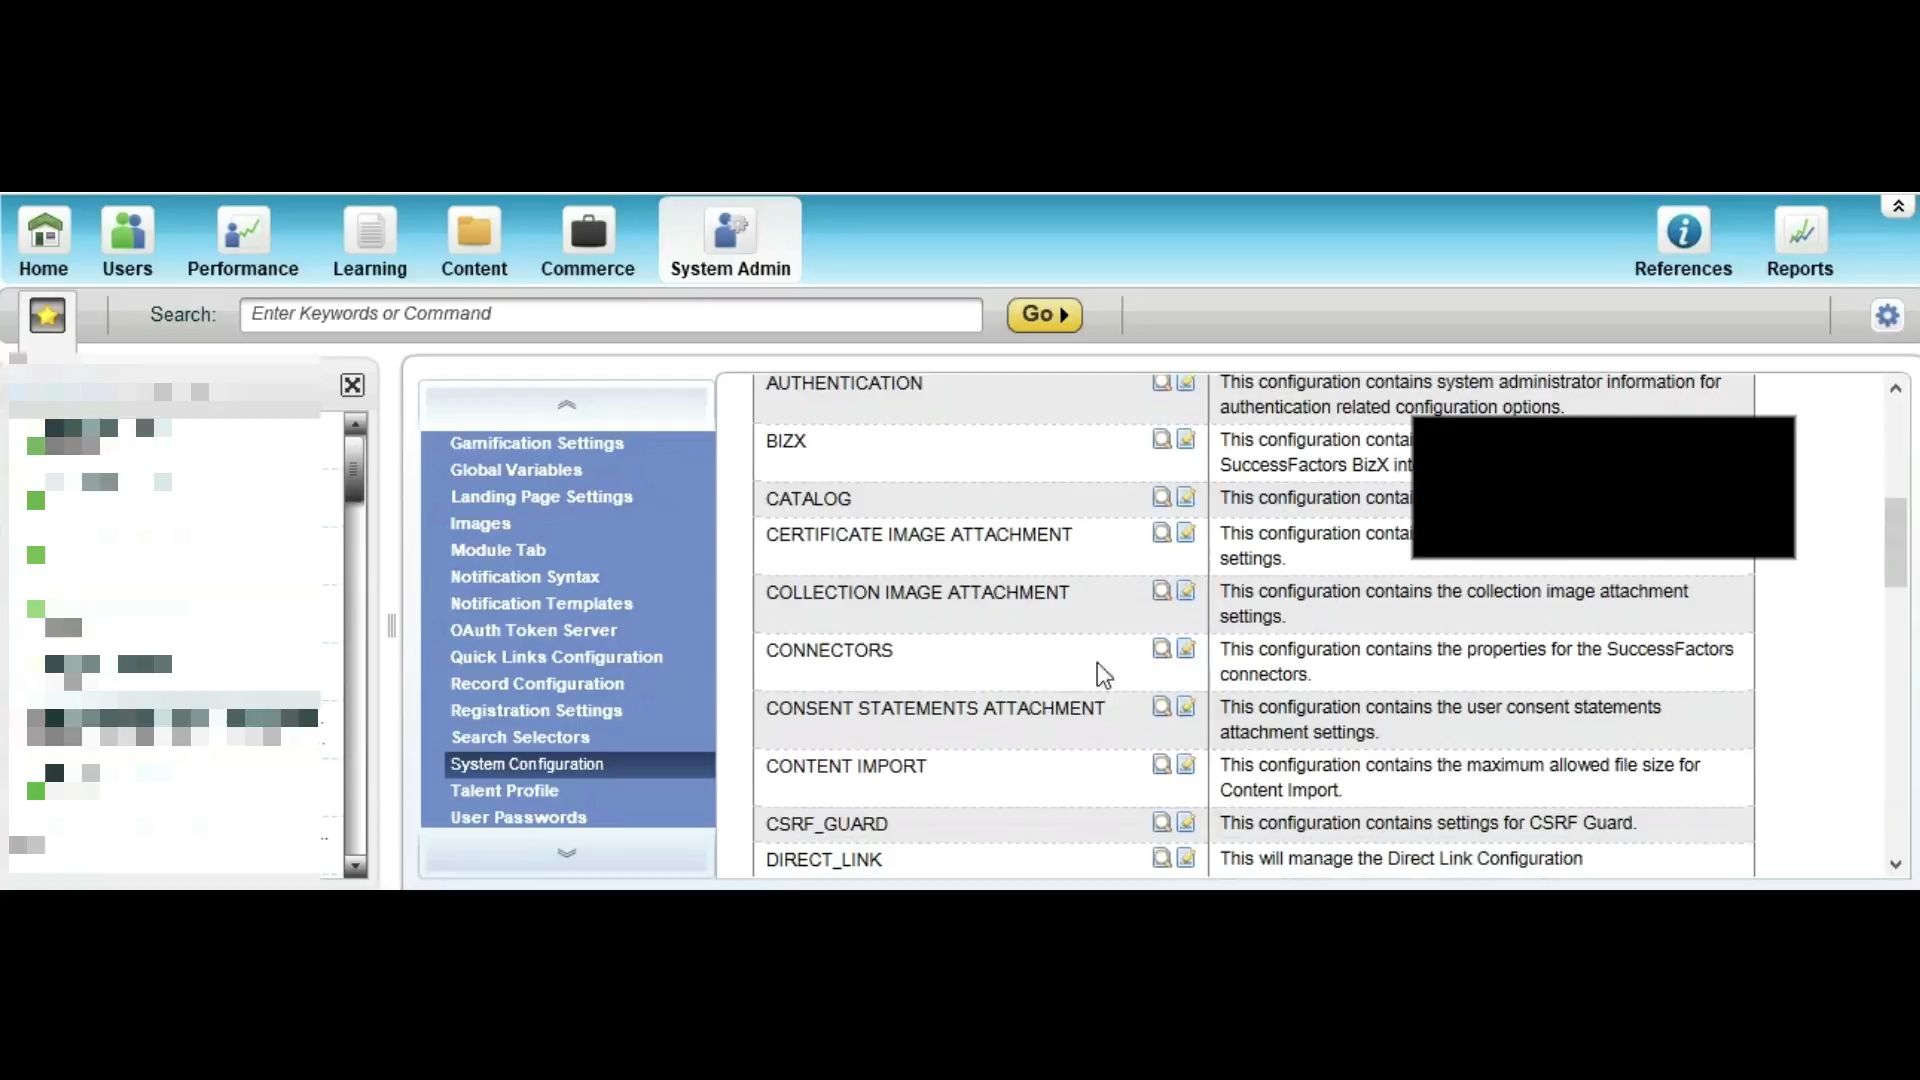 Home
Users
Performance
Learning
Content
Commerce
System Admin
References
Reports
Search:
Enter Keywords or Command
Go
Gamification Settings
Global Variables
Landing Page Settings
Images
Module Tab
Notification Syntax
Notification Templates
OAuth Token Server
Quick Links Configuration
Record Configuration
Registration Settings
Search Selectors
System Configuration
Talent Profile
User Passwords
AUTHENTICATION
This configuration contains system administrator information for
authentication related configuration options.
BIZX
This configuration contai
SuccessFactors BizX int
CATALOG
This configuration contai
CERTIFICATE IMAGE ATTACHMENT
This configuration contai
settings.
COLLECTION IMAGE ATTACHMENT
This configuration contains the collection image attachment
settings.
CONNECTORS
This configuration contains the properties for the SuccessFactors
connectors.
CONSENT STATEMENTS ATTACHMENT
This configuration contains the user consent statements
attachment settings.
CONTENT IMPORT
This configuration contains the maximum allowed file size for
Content Import.
CSRF_GUARD
This configuration contains settings for CSRF Guard.
DIRECT_LINK
This will manage the Direct Link Configuration